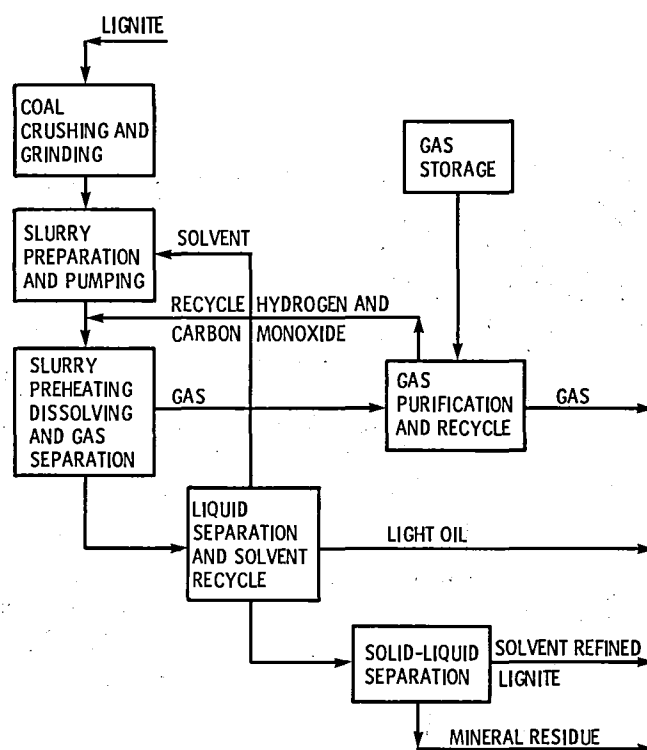 LIGNITE
COAL
CRUSHING AND
GRINDING
GAS
STORAGE
SLURRY
PREPARATION
AND PUMPING
SOLVENT
RECYCLE HYDROGEN AND
CARBON MONOXIDE
SLURRY
PREHEATING
DISSOLVING
AND GAS
SEPARATION
GAS
GAS
PURIFICATION
AND RECYCLE
GAS
LIQUID
SEPARATION
AND SOLVENT
RECYCLE
LIGHT OIL
SOLID-LIQUID
SEPARATION
SOLVENT REFINED
LIGNITE
MINERAL RESIDUE